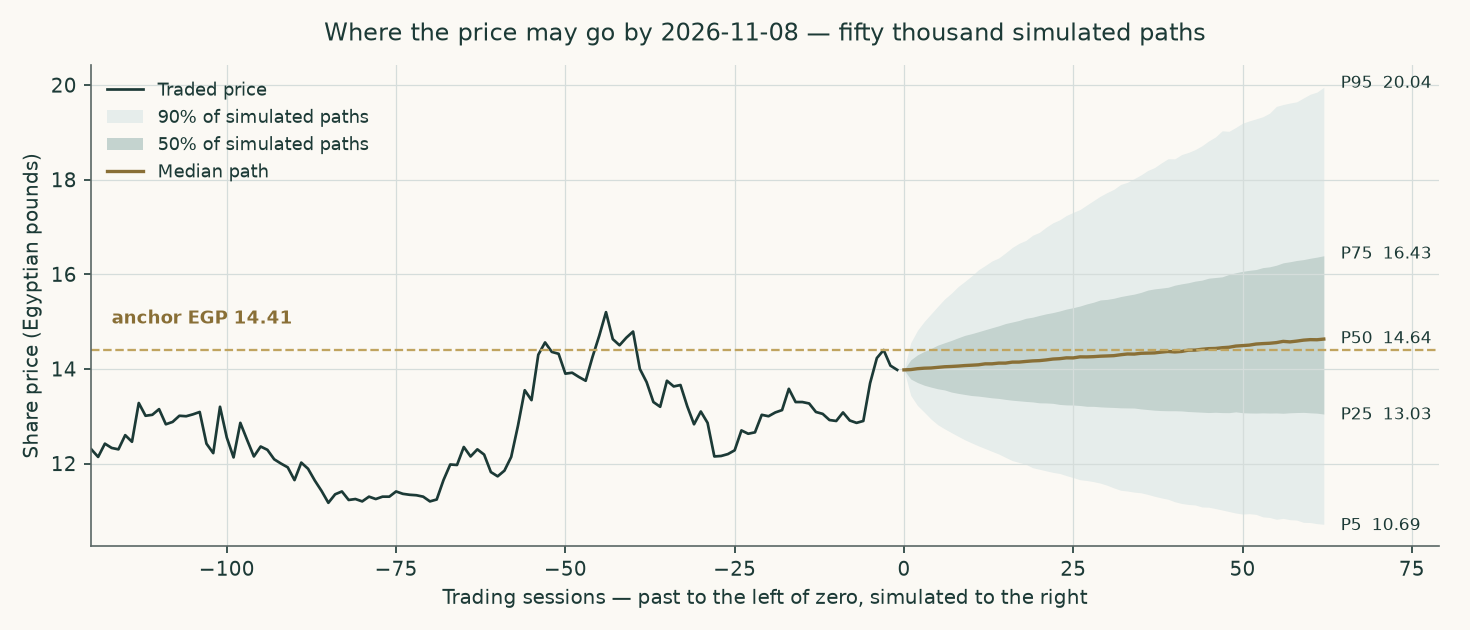 Where the price may go by 2026-11-08 — fifty thousand simulated paths
Share price (Egyptian pounds)
20
18
16
14
12
Traded price
90% of simulated paths
50% of simulated paths
Median path
anchor EGP 14.41
P95 20.04
P75 16.43
P50 14.64
P25 13.03
P5 10.69
−100
−75
−50
−25
0
25
50
75
Trading sessions — past to the left of zero, simulated to the right